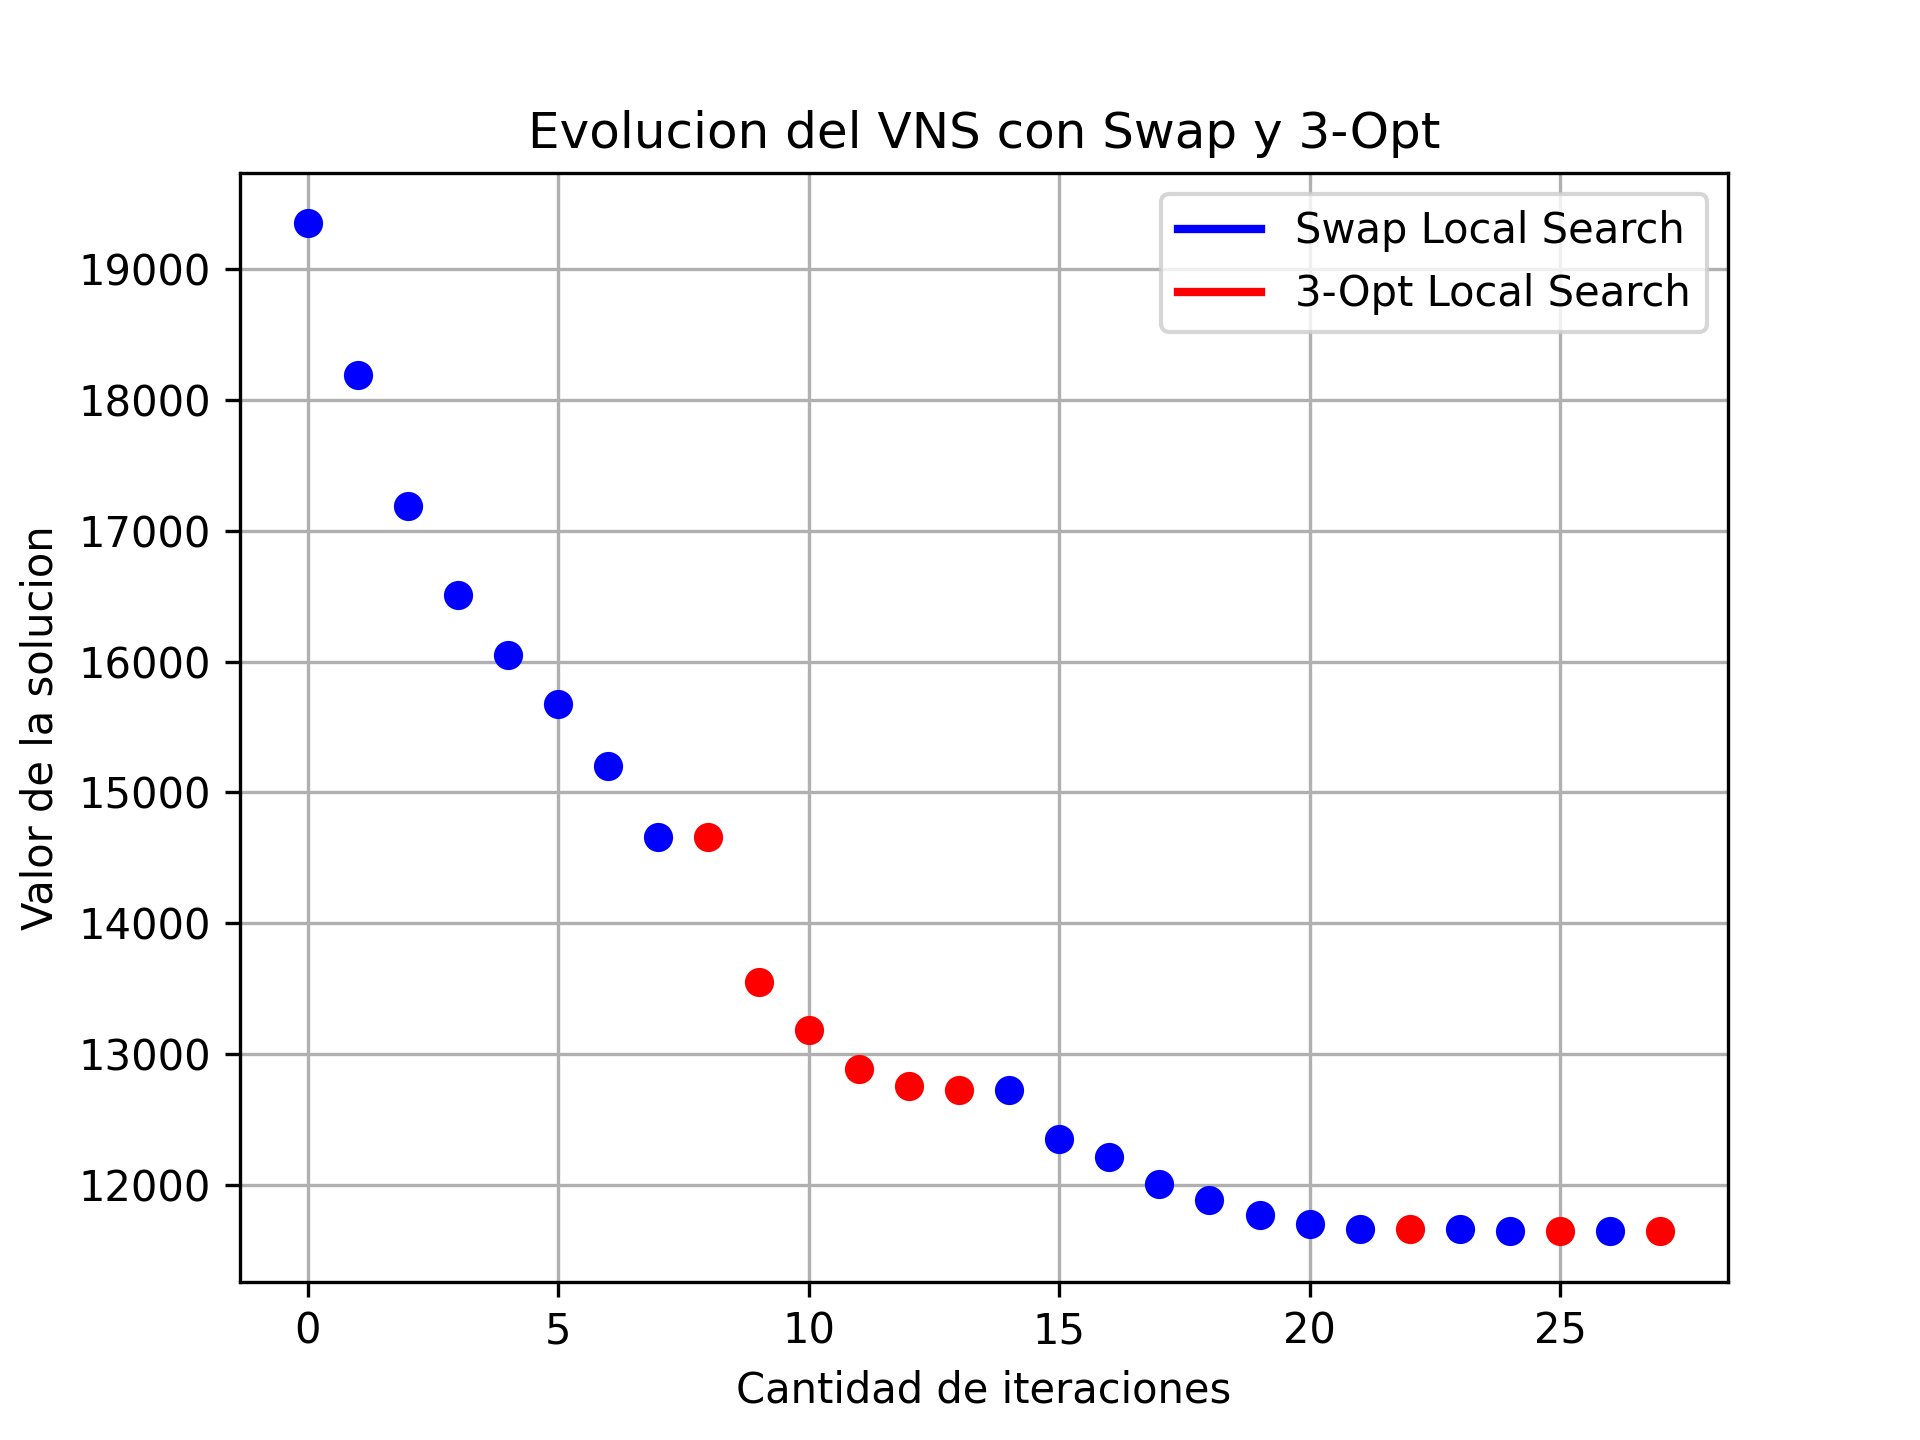 Evolucion del VNS con Swap y 3-Opt
Swap Local Search
3-Opt Local Search
Valor de la solucion
19000
18000
17000
16000
15000
14000
13000
12000
0 5 10 15 20 25
Cantidad de iteraciones